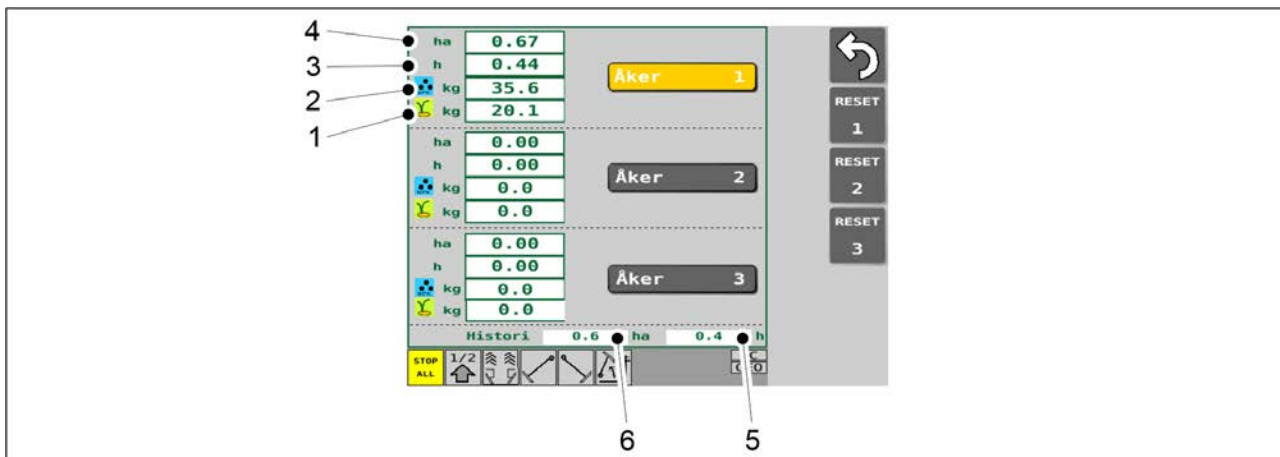 4 ha 0.67
3 h 0.44
2 kg 35.6
1 kg 20.1
Åker 1
ha 0.00
h 0.00
kg 0.0
kg 0.0
Åker 2
ha 0.00
h 0.00
kg 0.0
kg 0.0
Åker 3
Histori 0.6 ha 0.4 h
STOP ALL
1/2
RESET 1
RESET 2
RESET 3
6 5